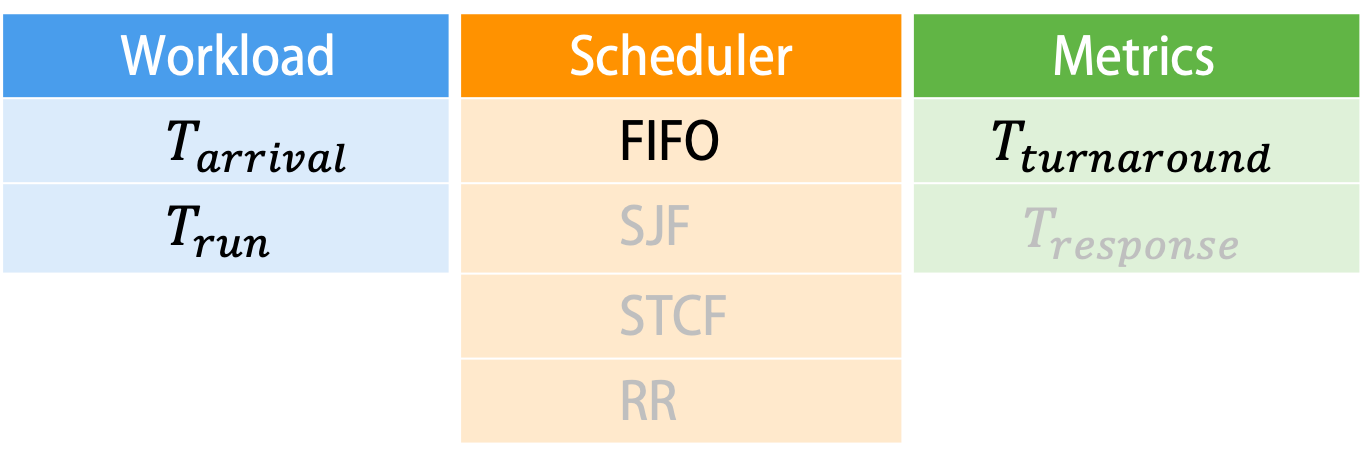 Workload Scheduler Metrics
T_arrival FIFO T_turnaround
T_run SJF T_response
STCF
RR